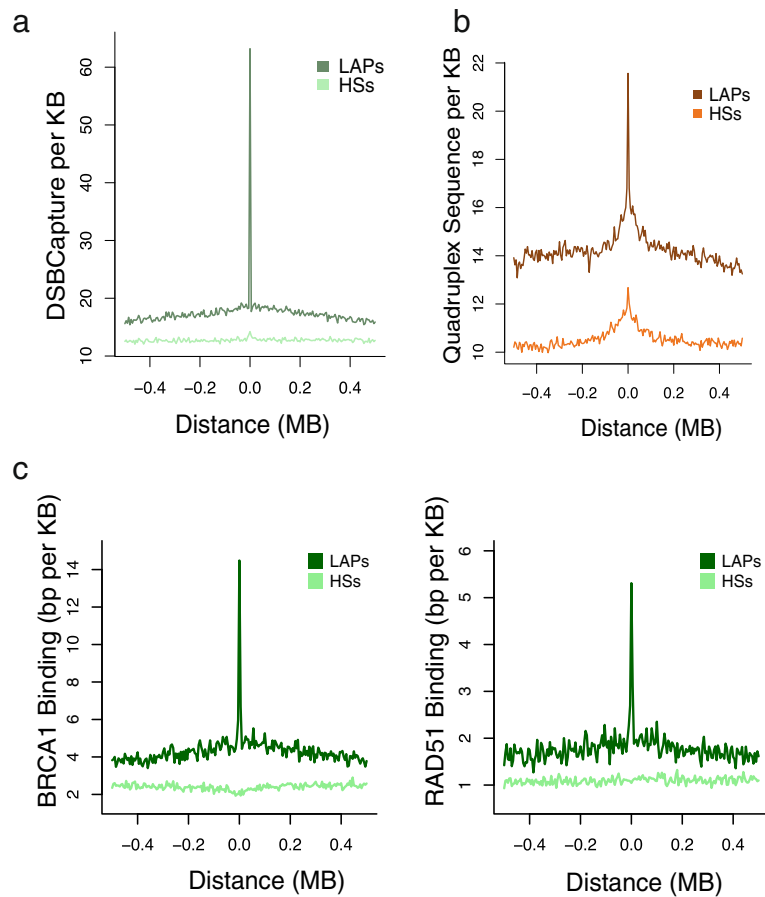 a
DSBCapture per KB
10 20 30 40 50 60
LAPs
HSs
−0.4 −0.2 0.0 0.2 0.4
Distance (MB)
b
Quadruplex Sequence per KB
10 12 14 16 18 20 22
LAPs
HSs
−0.4 −0.2 0.0 0.2 0.4
Distance (MB)
c
BRCA1 Binding (bp per KB)
2 4 6 8 10 12 14
LAPs
HSs
−0.4 −0.2 0.0 0.2 0.4
Distance (MB)
RAD51 Binding (bp per KB)
1 2 3 4 5 6
LAPs
HSs
−0.4 −0.2 0.0 0.2 0.4
Distance (MB)